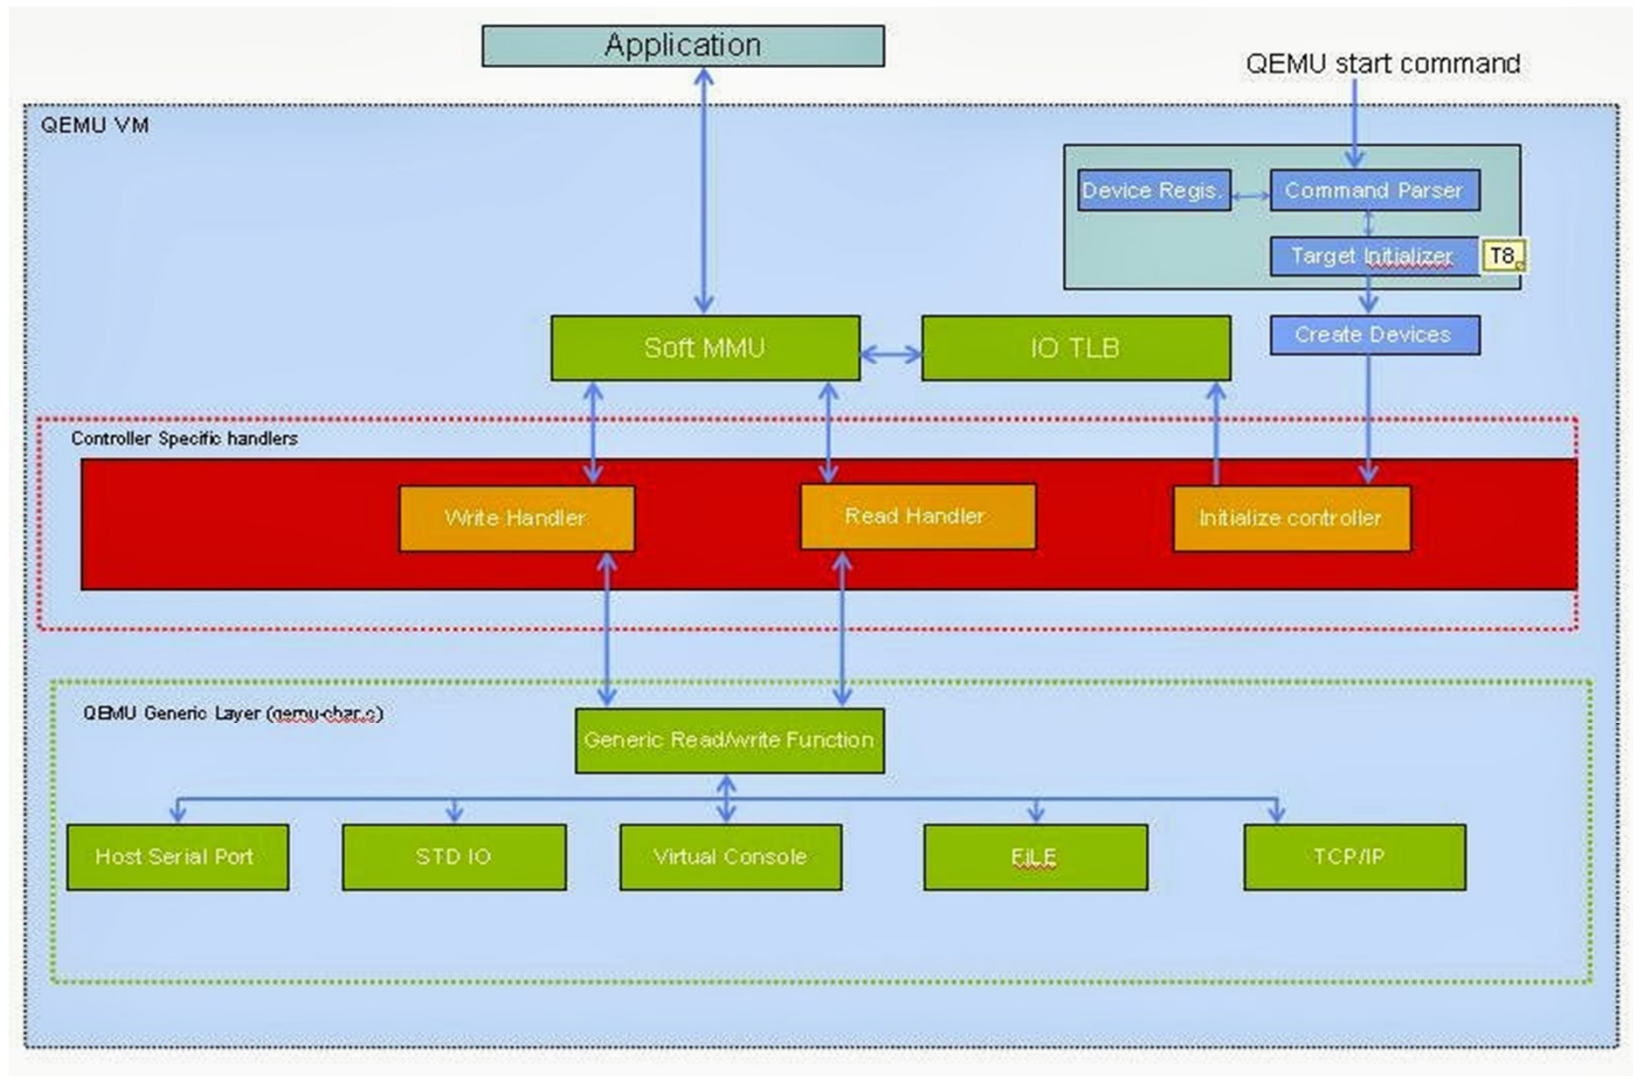 Application
QEMU start command
QEMU VM
Device Regis.
Command Parser
Target Initializer
T8
Soft MMU
IO TLB
Create Devices
Controller Specific handlers
Write Handler
Read Handler
Initialize controller
QEMU Generic Layer (qemu-char.c)
Generic Read/write Function
Host Serial Port
STD IO
Virtual Console
FILE
TCP/IP